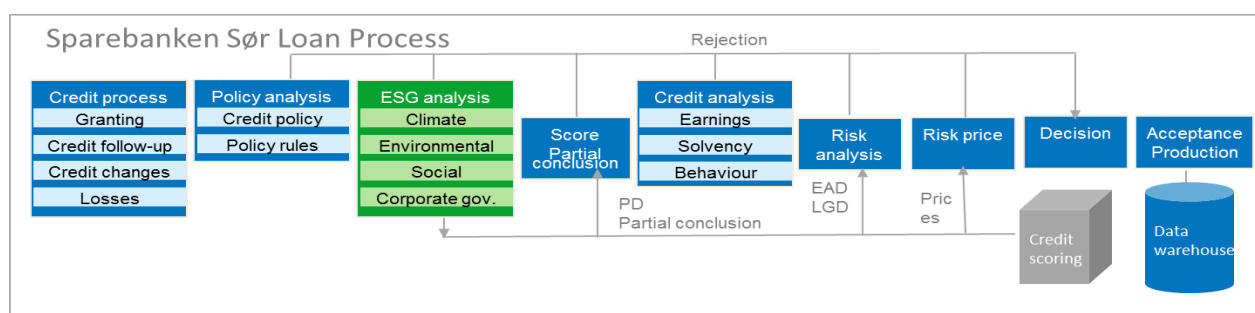 Sparebanken Sør Loan Process
Rejection
Credit process
Granting
Credit follow-up
Credit changes
Losses
Policy analysis
Credit policy
Policy rules
ESG analysis
Climate
Environmental
Social
Corporate gov.
Score
Partial
conclusion
Credit analysis
Earnings
Solvency
Behaviour
Risk
analysis
Risk price
Decision
Acceptance
Production
PD
Partial conclusion
EAD
LGD
Pric
es
Credit
scoring
Data
warehouse